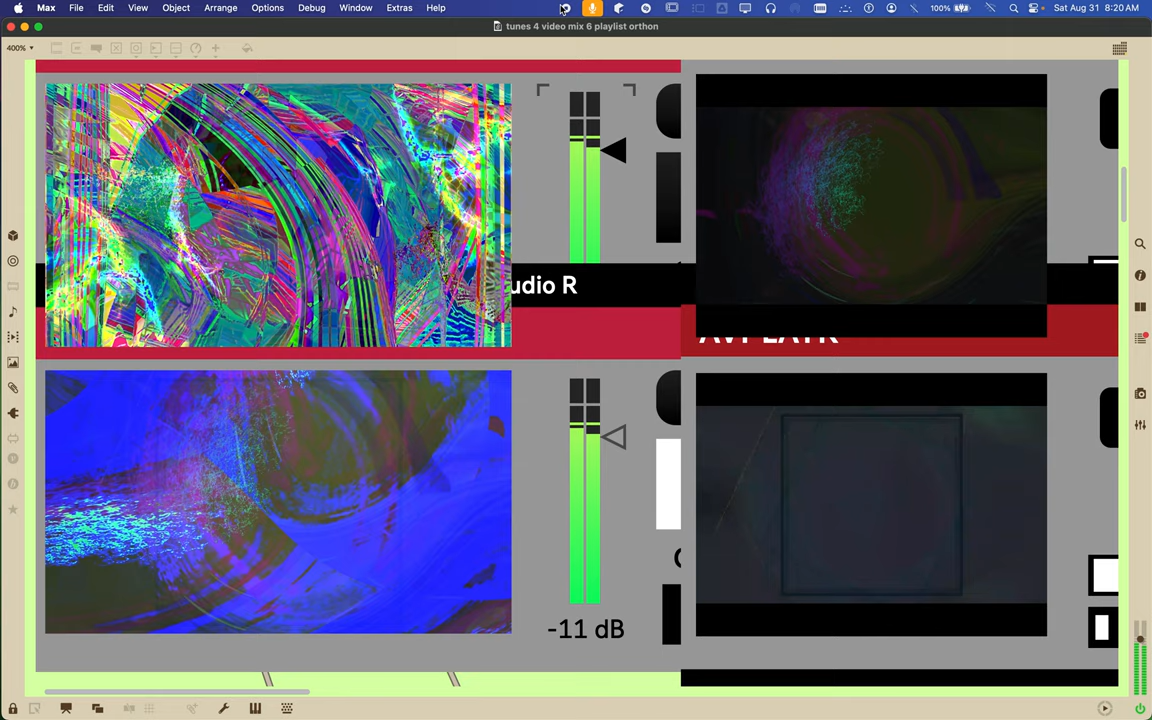 Max File Edit View Object Arrange Options Debug Window Extras Help 100% Sat Aug 31 8:20 AM
tunes 4 video mix 6 playlist orthon
400%
udio R
-11 dB